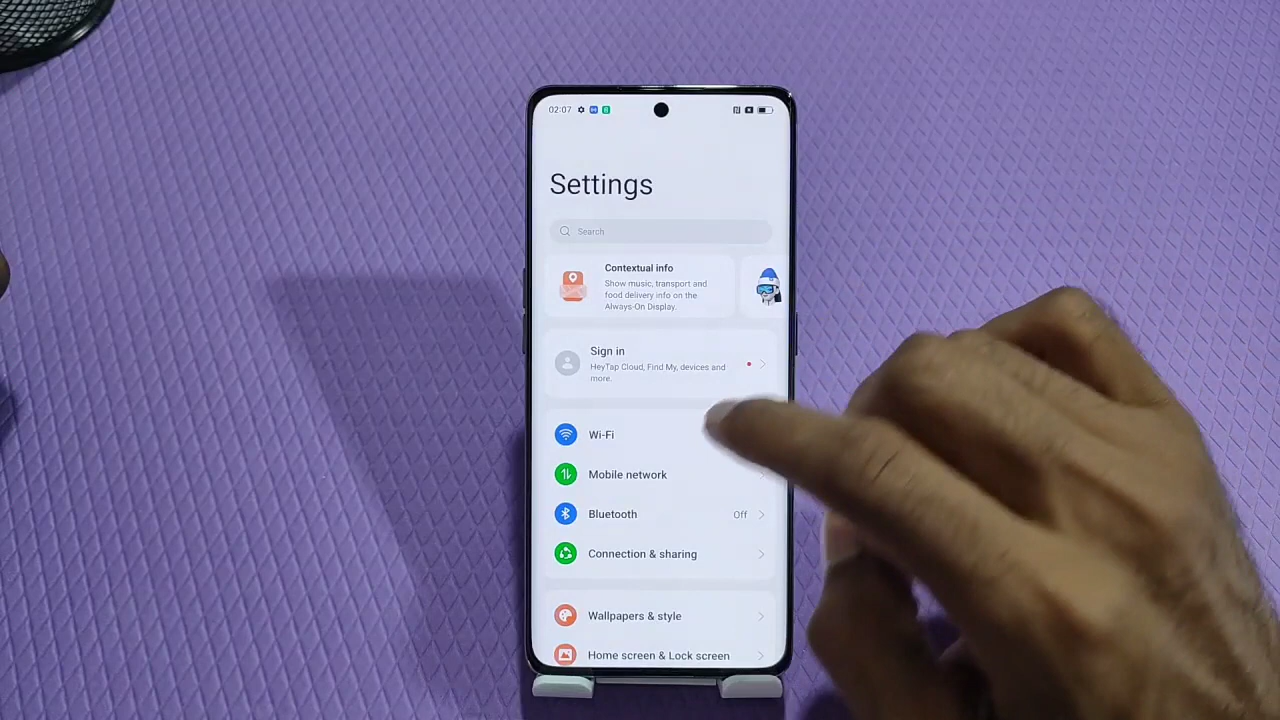 02:07
Settings
Search
Contextual info
Show music, transport and
food delivery info on the
Always-On Display.
Sign in
HeyTap Cloud, Find My, devices and
more.
Wi-Fi
Mobile network
Bluetooth Off
Connection & sharing
Wallpapers & style
Home screen & Lock screen